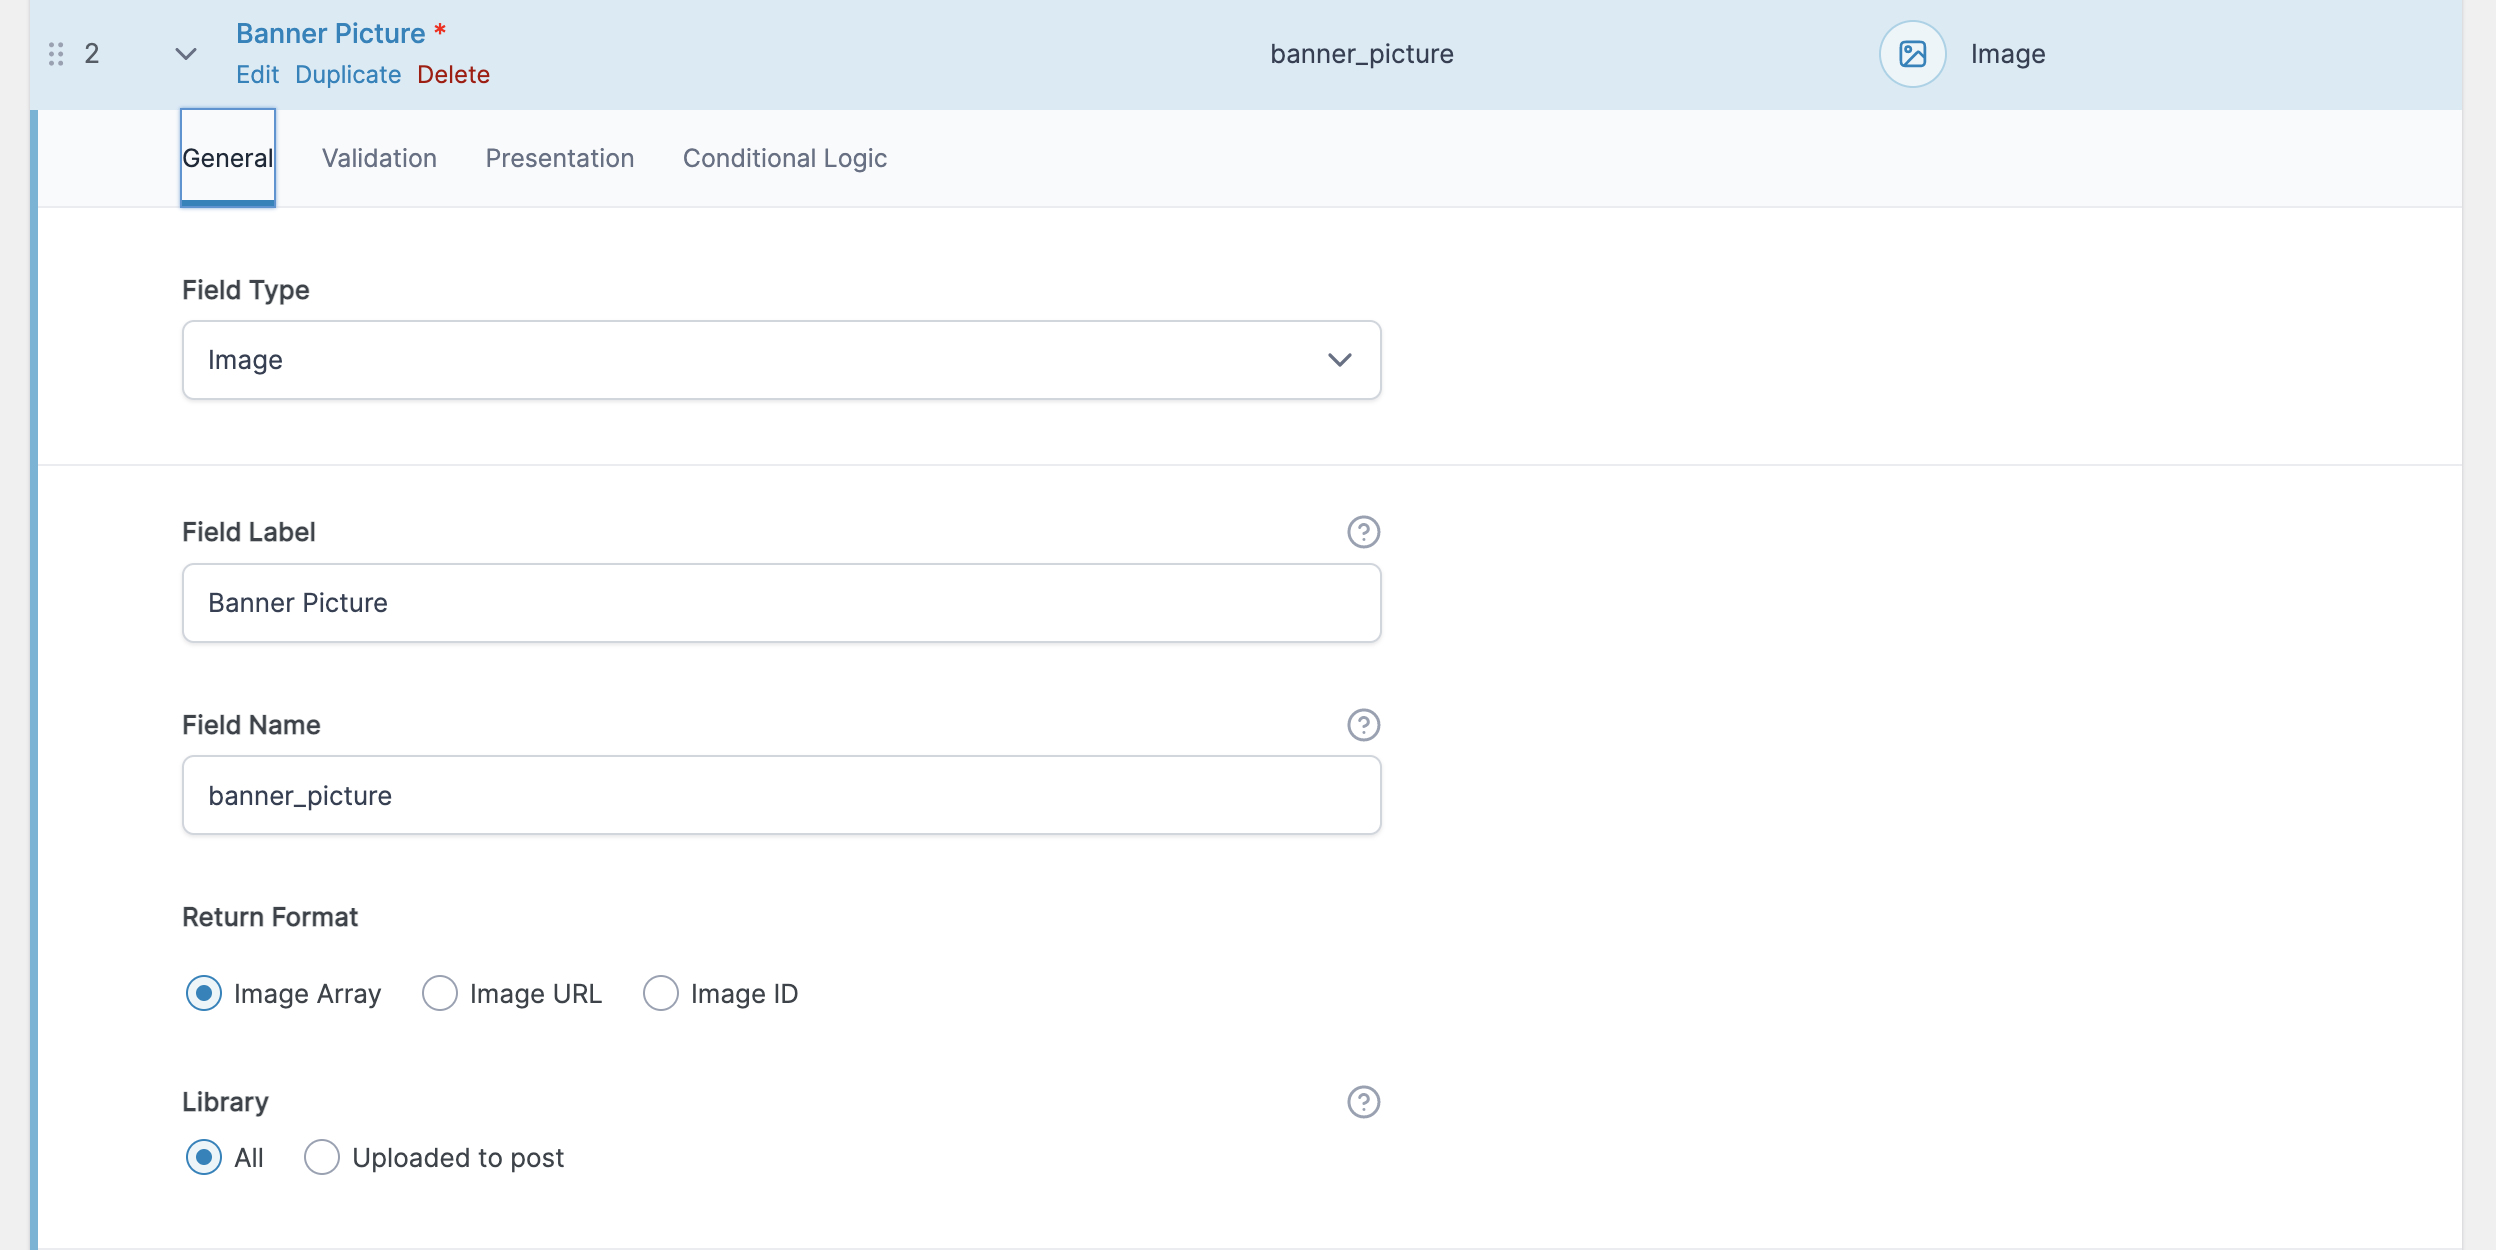 2
Banner Picture *
Edit Duplicate Delete
banner_picture
Image
General Validation Presentation Conditional Logic
Field Type
Image
Field Label
?
Banner Picture
Field Name
?
banner_picture
Return Format
Image Array Image URL Image ID
Library
?
All Uploaded to post